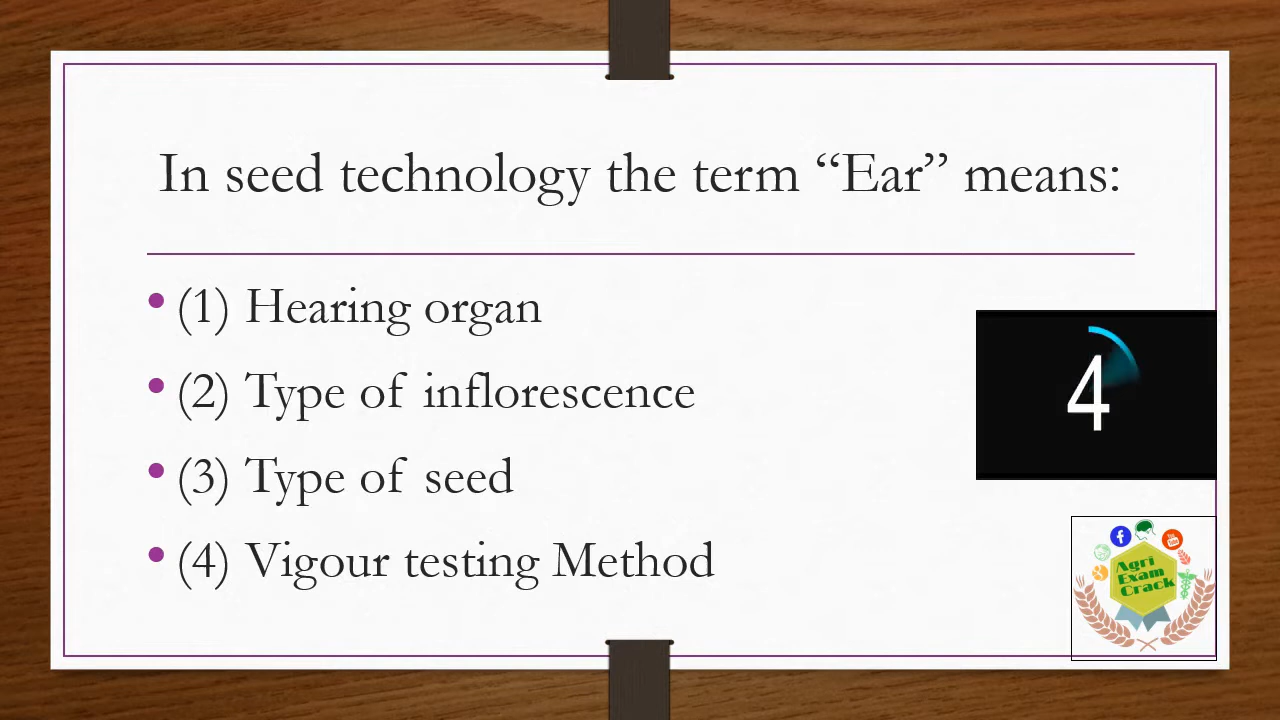 In seed technology the term “Ear” means:
• (1) Hearing organ
• (2) Type of inflorescence
• (3) Type of seed
• (4) Vigour testing Method
4
Agri
Exam
Crack